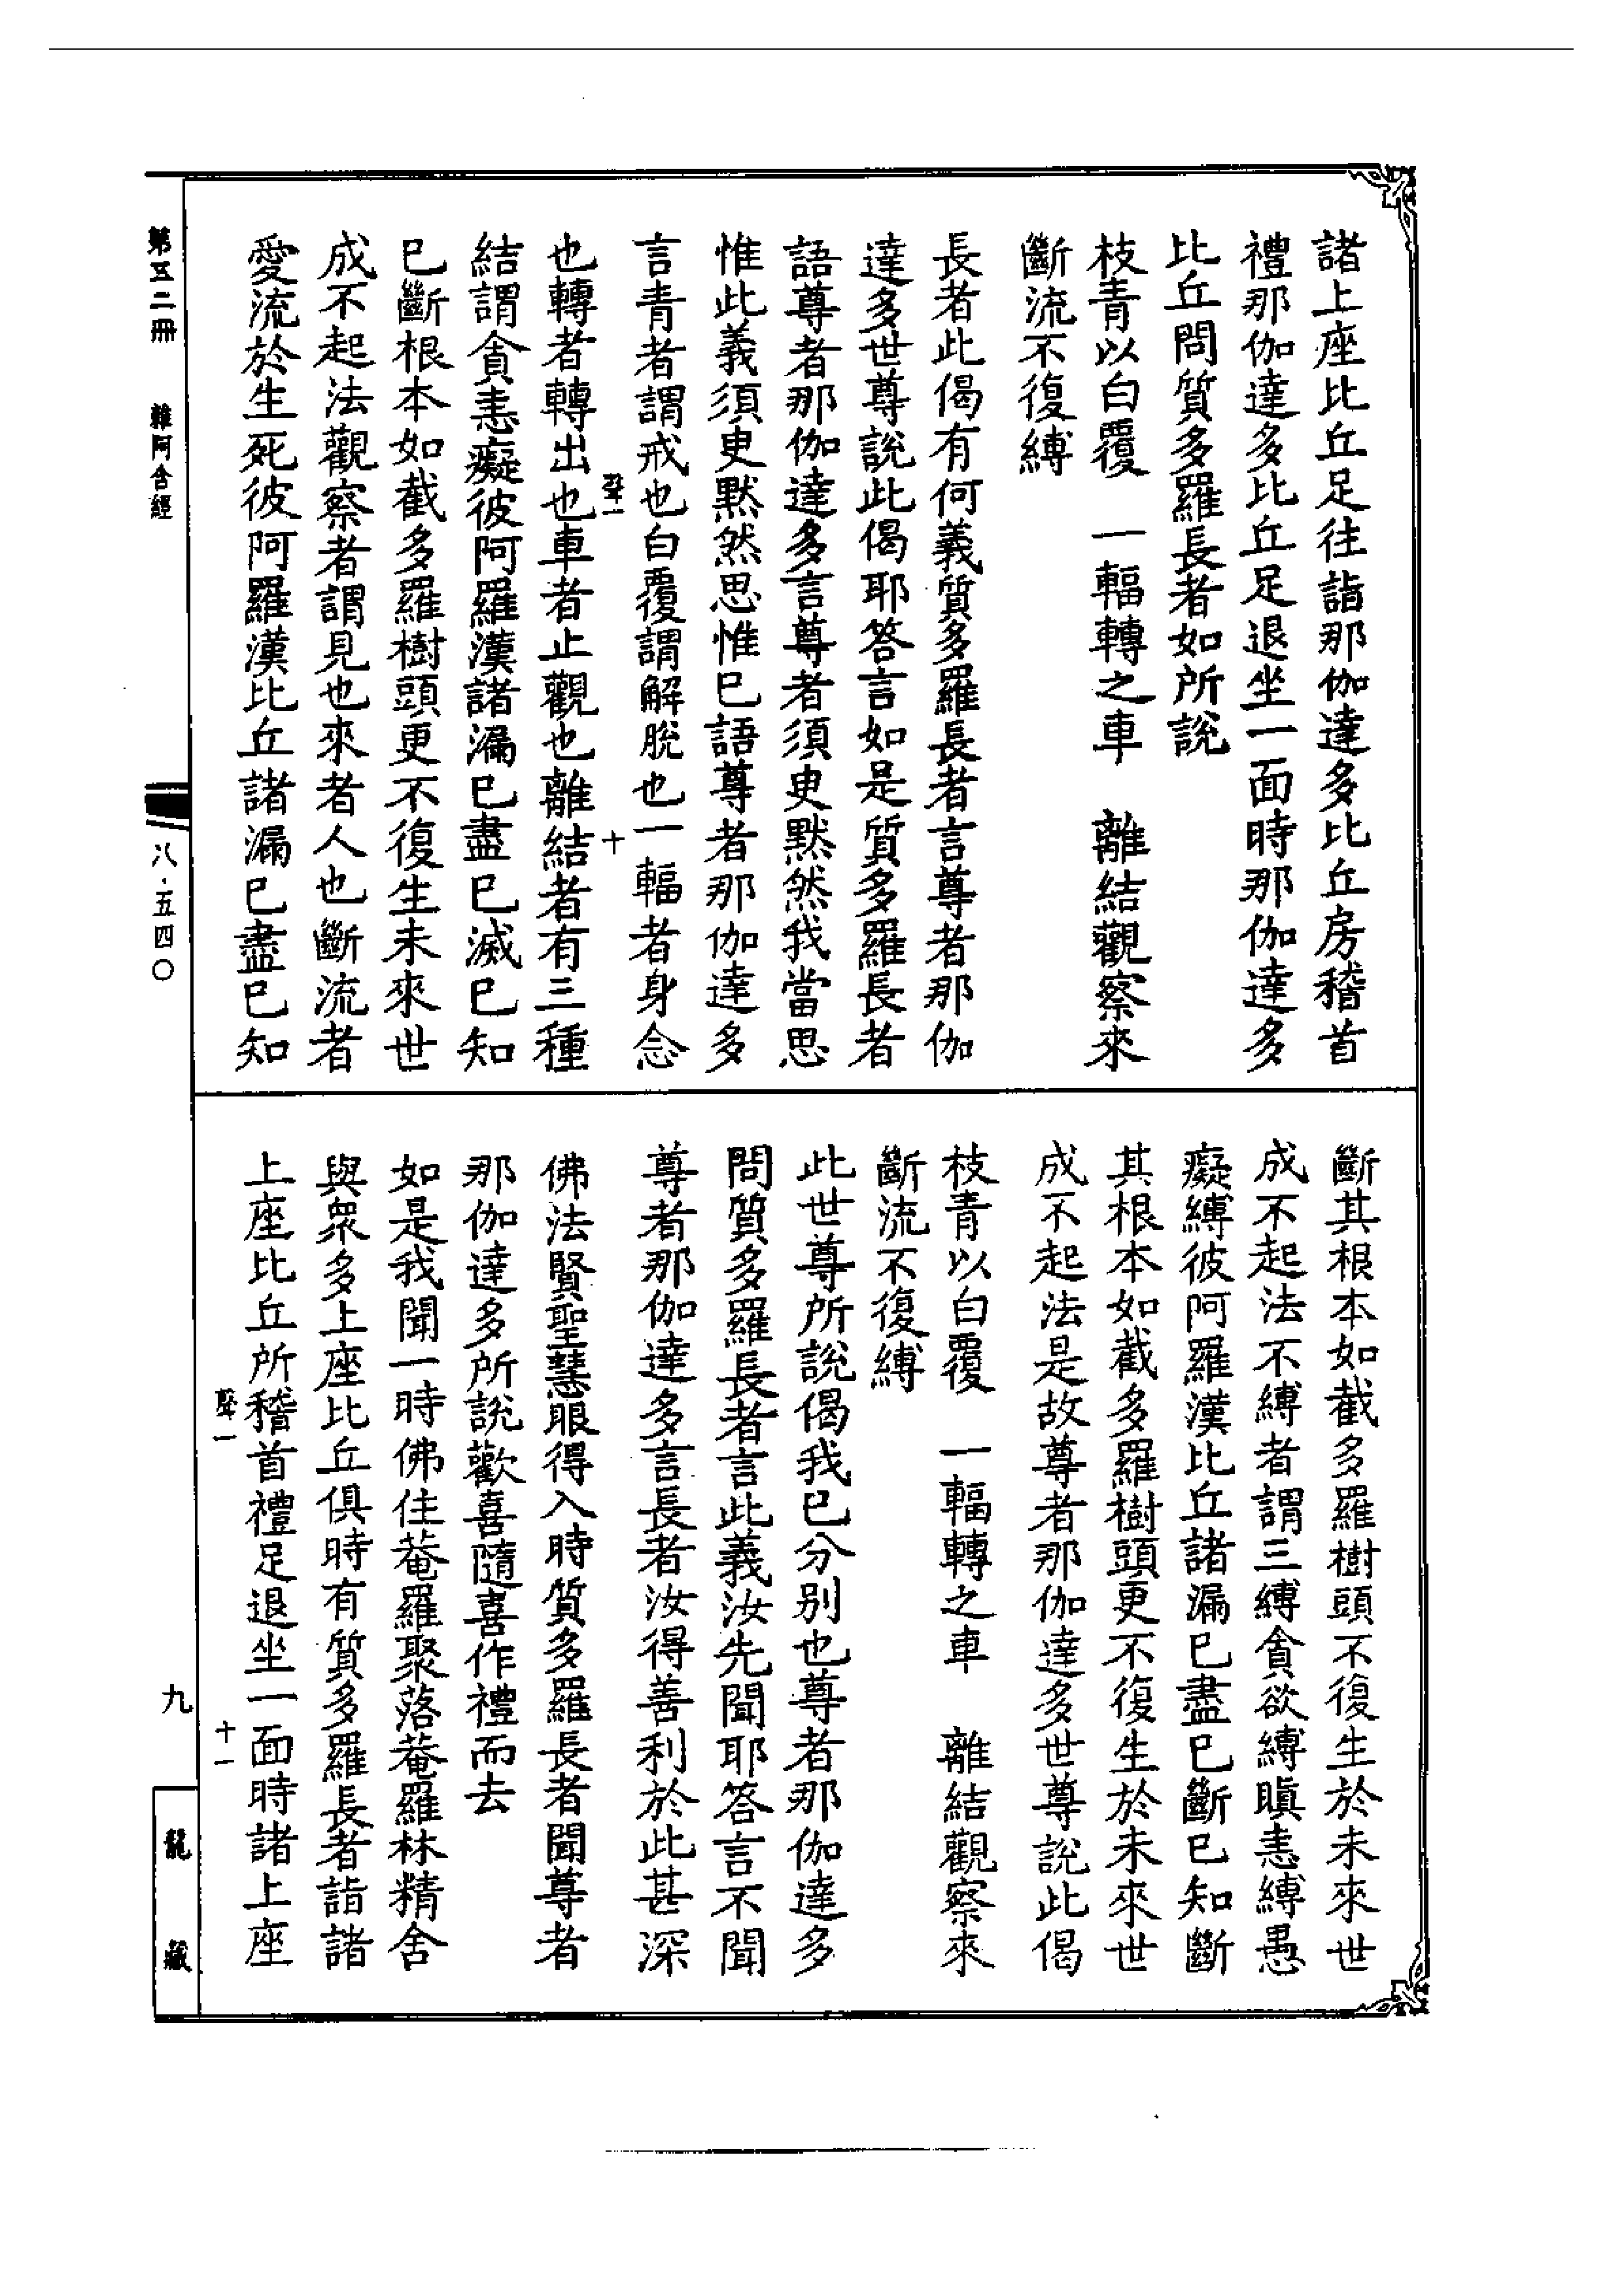 諸上座比丘足往詣那伽達多比丘房稽首
禮那伽達多比丘足退坐一面時那伽達多
比丘問質多羅長者如所說
枝青以白覆　一輻轉之車　離結觀察來
斷流不復縛
長者此偈有何義質多羅長者言尊者那伽
達多世尊說此偈耶答言如是質多羅長者
語尊者那伽達多言尊者須臾默然我當思
惟此義須臾默然思惟已語尊者那伽達多
言青者謂戒也白覆謂解脫也一輻者身念
聲一　十
也轉者轉出也車者止觀也離結者有三種
結謂貪恚癡彼阿羅漢諸漏已盡已滅已知
已斷根本如截多羅樹頭更不復生未來世
成不起法觀察者謂見也來者人也斷流者
愛流於生死彼阿羅漢比丘諸漏已盡已知
斷其根本如截多羅樹頭不復生於未來世
成不起法不縛者謂三縛貪欲縛瞋恚縛愚
癡縛彼阿羅漢比丘諸漏已盡已斷已知斷
其根本如截多羅樹頭更不復生於未來世
成不起法是故尊者那伽達多世尊說此偈
枝青以白覆　一輻轉之車　離結觀察來
斷流不復縛
此世尊所說偈我已分別也尊者那伽達多
問質多羅長者言此義汝先聞耶答言不聞
尊者那伽達多言長者汝得善利於此甚深
佛法賢聖慧眼得入時質多羅長者聞尊者
那伽達多所說歡喜隨喜作禮而去
如是我聞一時佛住菴羅聚落菴羅林精舍
與眾多上座比丘俱時有質多羅長者詣諸
上座比丘所稽首禮足退坐一面時諸上座
聲一　十一
第五二冊　雜阿含經
八·五四〇
九
龍藏